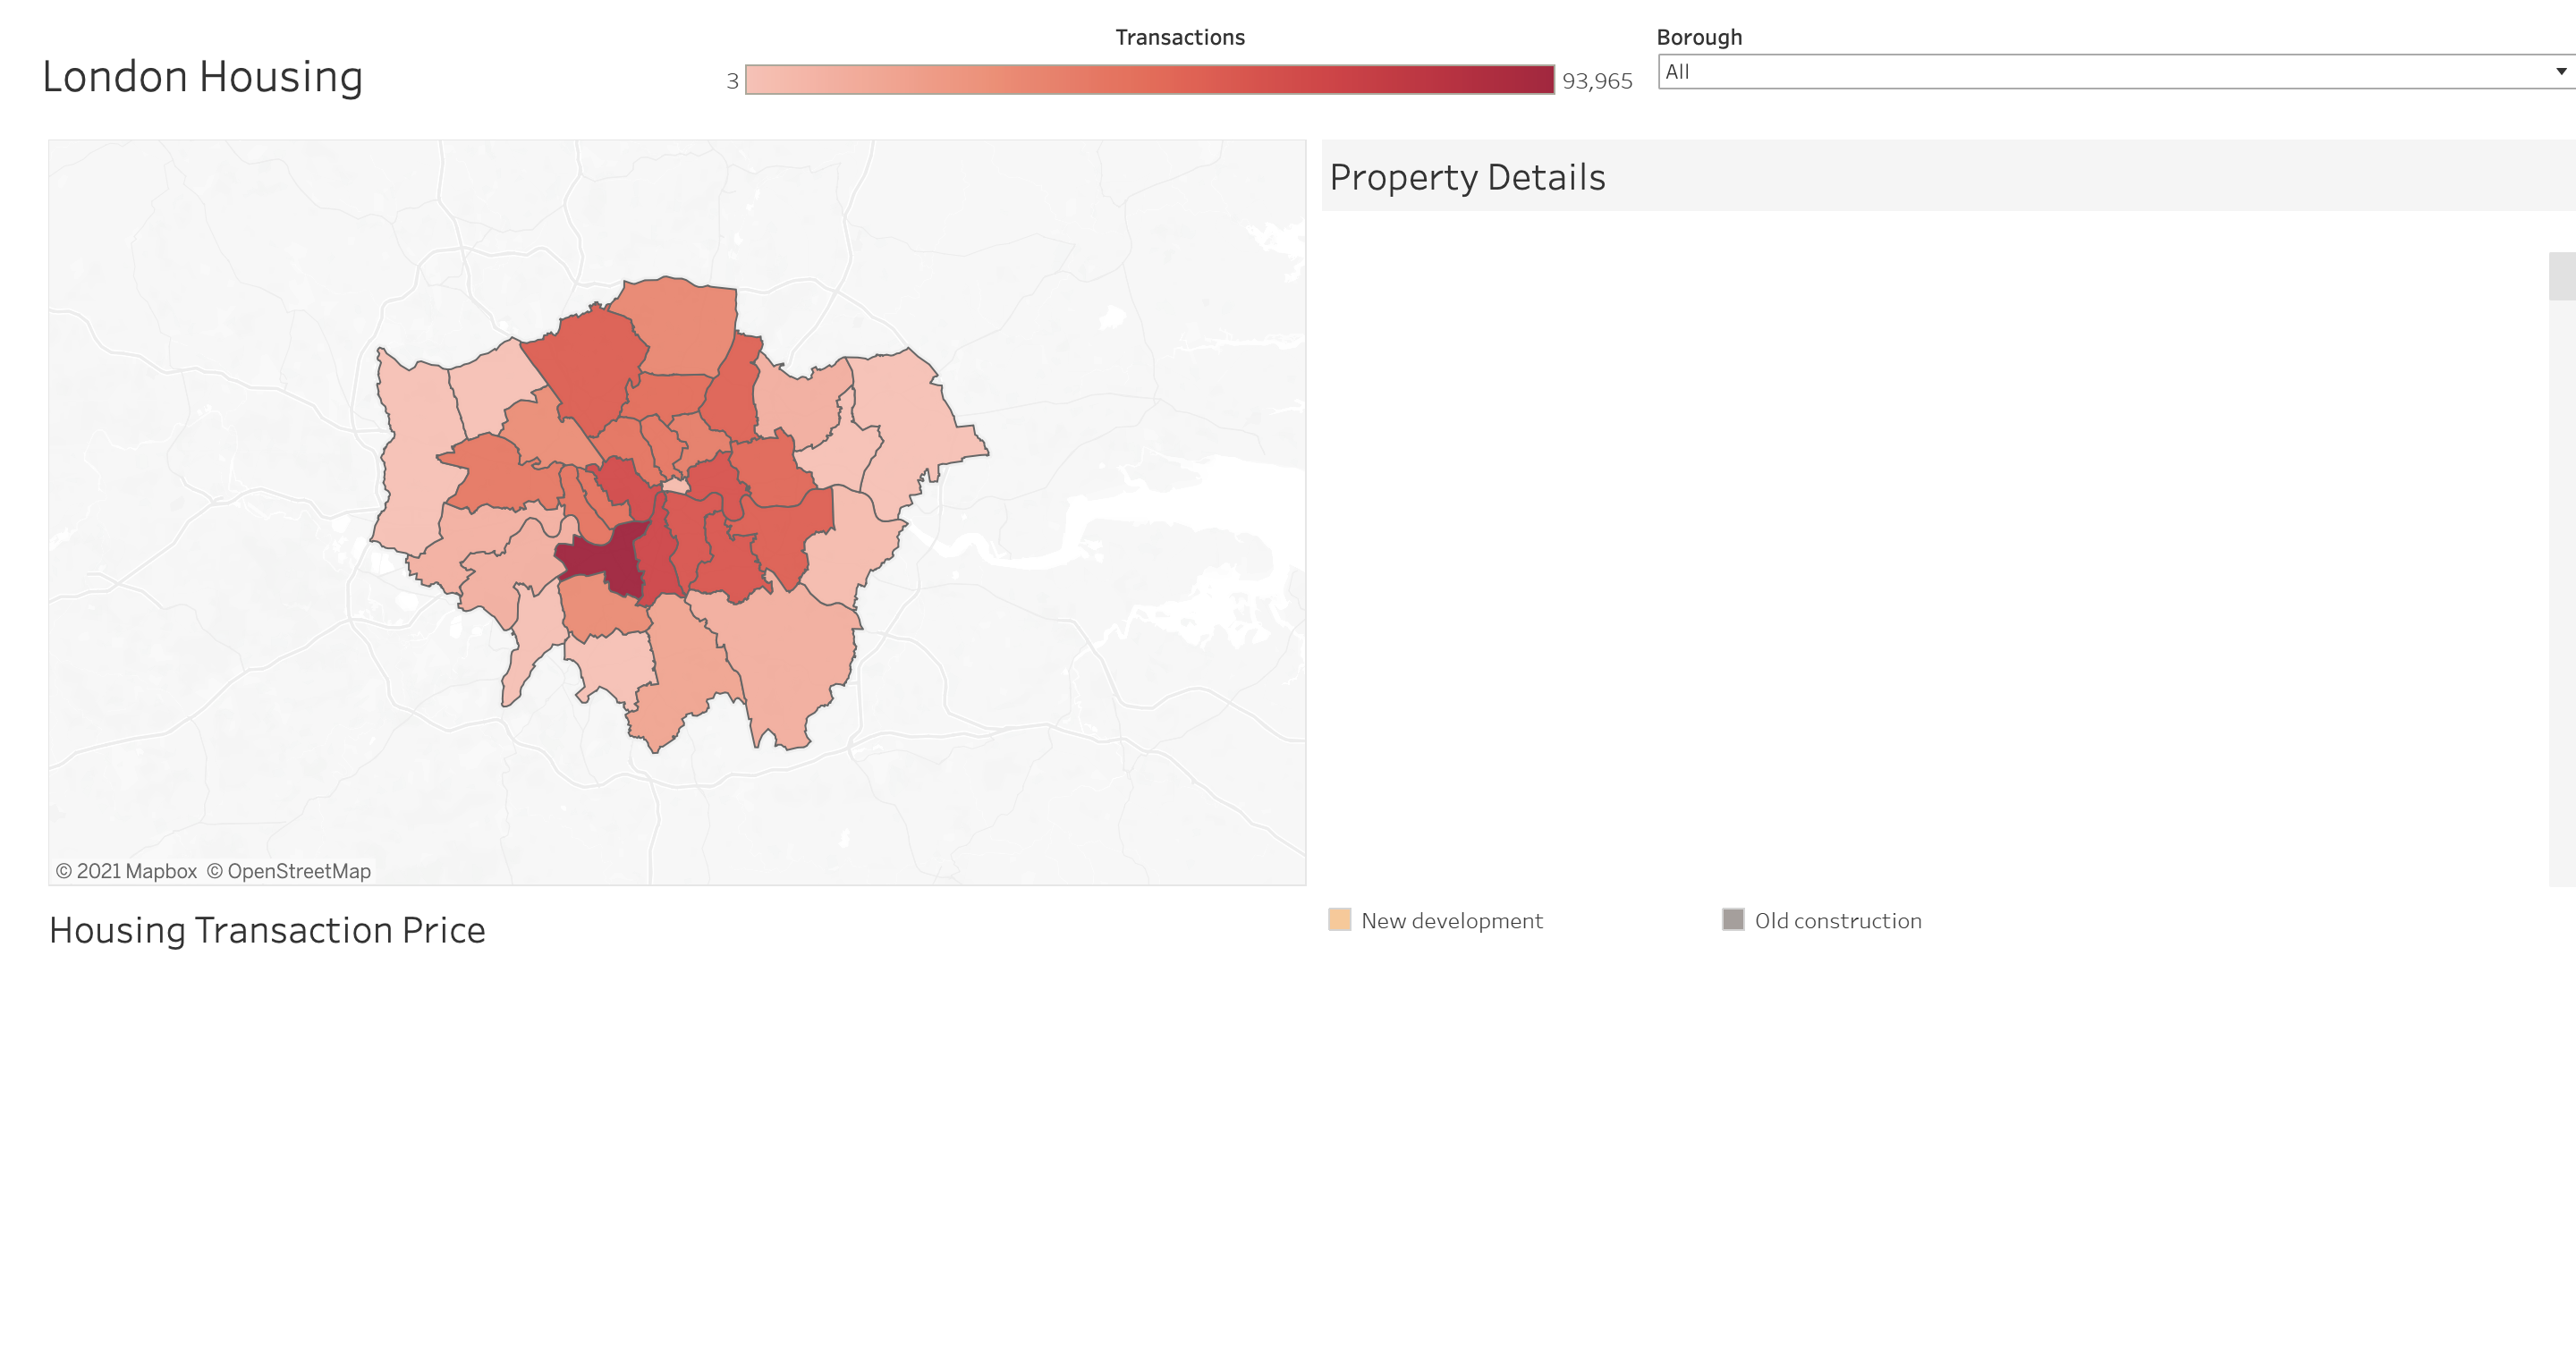 Transactions
Borough
London Housing
3
93,965
All
Property Details
© 2021 Mapbox © OpenStreetMap
Housing Transaction Price
New development
Old construction